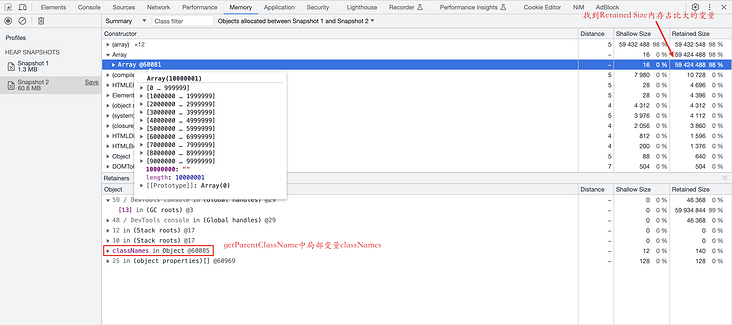 Elements Console Sources Network Performance Memory Application Security Lighthouse Recorder Performance insights Cookie Editor NiM AdBlock
Summary Class filter Objects allocated between Snapshot 1 and Snapshot 2
找到Retained Size内存占比大的变量
Profiles
HEAP SNAPSHOTS
Snapshot 1
1.3 MB
Snapshot 2 Save
60.8 MB
Constructor Distance Shallow Size Retained Size
(array) ×12 5 59 432 488 98 % 59 432 548 98 %
Array – 16 0 % 59 424 488 98 %
Array @60081 – 16 0 % 59 424 488 98 %
(compile 5 7 980 0 % 10 728 0 %
HTMLE 5 28 0 % 4 696 0 %
Element 5 28 0 % 4 396 0 %
(object s 4 4 312 0 % 4 312 0 %
(system) 5 3 976 0 % 4 112 0 %
(closure) 4 2 056 0 % 3 860 0 %
HTMLDi 4 812 0 % 1 596 0 %
HTMLBo 4 200 0 % 1 376 0 %
Object 5 88 0 % 640 0 %
DOMTok 7 504 0 %
Array(10000001)
[0 … 999999]
[1000000 … 1999999]
[2000000 … 2999999]
[3000000 … 3999999]
[4000000 … 4999999]
[5000000 … 5999999]
[6000000 … 6999999]
[7000000 … 7999999]
[8000000 … 8999999]
[9000000 … 9999999]
10000000: ""
length: 10000001
[[Prototype]]: Array(0)
Retainers
Object Distance Shallow Size Retained Size
59 / DevTools console in (Global handles) @29 – 0 0 % 46 368 0 %
[13] in (GC roots) @3 – 0 0 % 59 934 844 99 %
48 / DevTools console in (Global handles) @29 – 0 0 % 46 368 0 %
12 in (Stack roots) @17 – 0 0 % 0 0 %
10 in (Stack roots) @17 – 0 0 % 0 0 %
classNames in Object @60085 – 12 0 % 140 0 %
getParentClassName中局部变量classNames
25 in (object properties)[] @60969 – 128 0 % 128 0 %